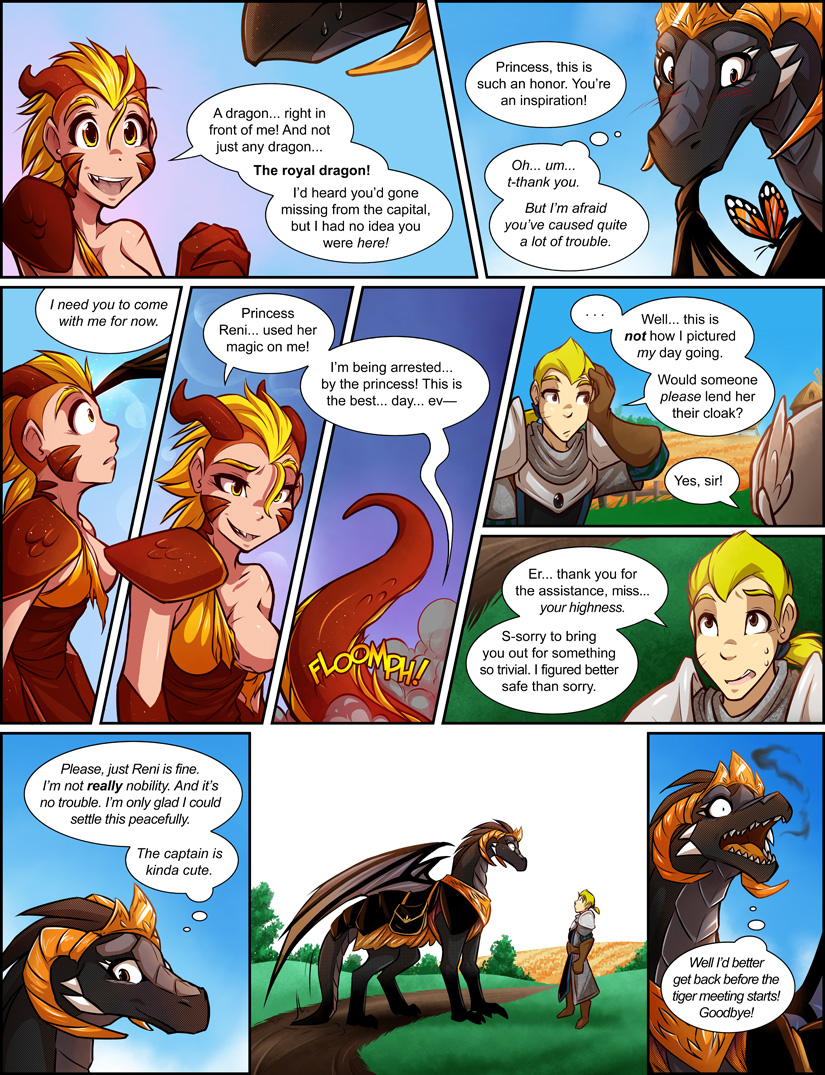 A dragon... right in
front of me! And not
just any dragon...
The royal dragon!
I'd heard you'd gone
missing from the capital,
but I had no idea you
were here!
Princess, this is
such an honor. You're
an inspiration!
Oh... um...
t-thank you.
But I'm afraid
you've caused quite
a lot of trouble.
I need you to come
with me for now.
Princess
Reni... used her
magic on me!
I'm being arrested...
by the princess! This is
the best... day... ev—
FLOOMPH!
. . .
Well... this is
not how I pictured
my day going.
Would someone
please lend her
their cloak?
Yes, sir!
Er... thank you for
the assistance, miss...
your highness.
S-sorry to bring
you out for something
so trivial. I figured better
safe than sorry.
Please, just Reni is fine.
I'm not really nobility. And it's
no trouble. I'm only glad I could
settle this peacefully.
The captain is
kinda cute.
Well I'd better
get back before the
tiger meeting starts!
Goodbye!